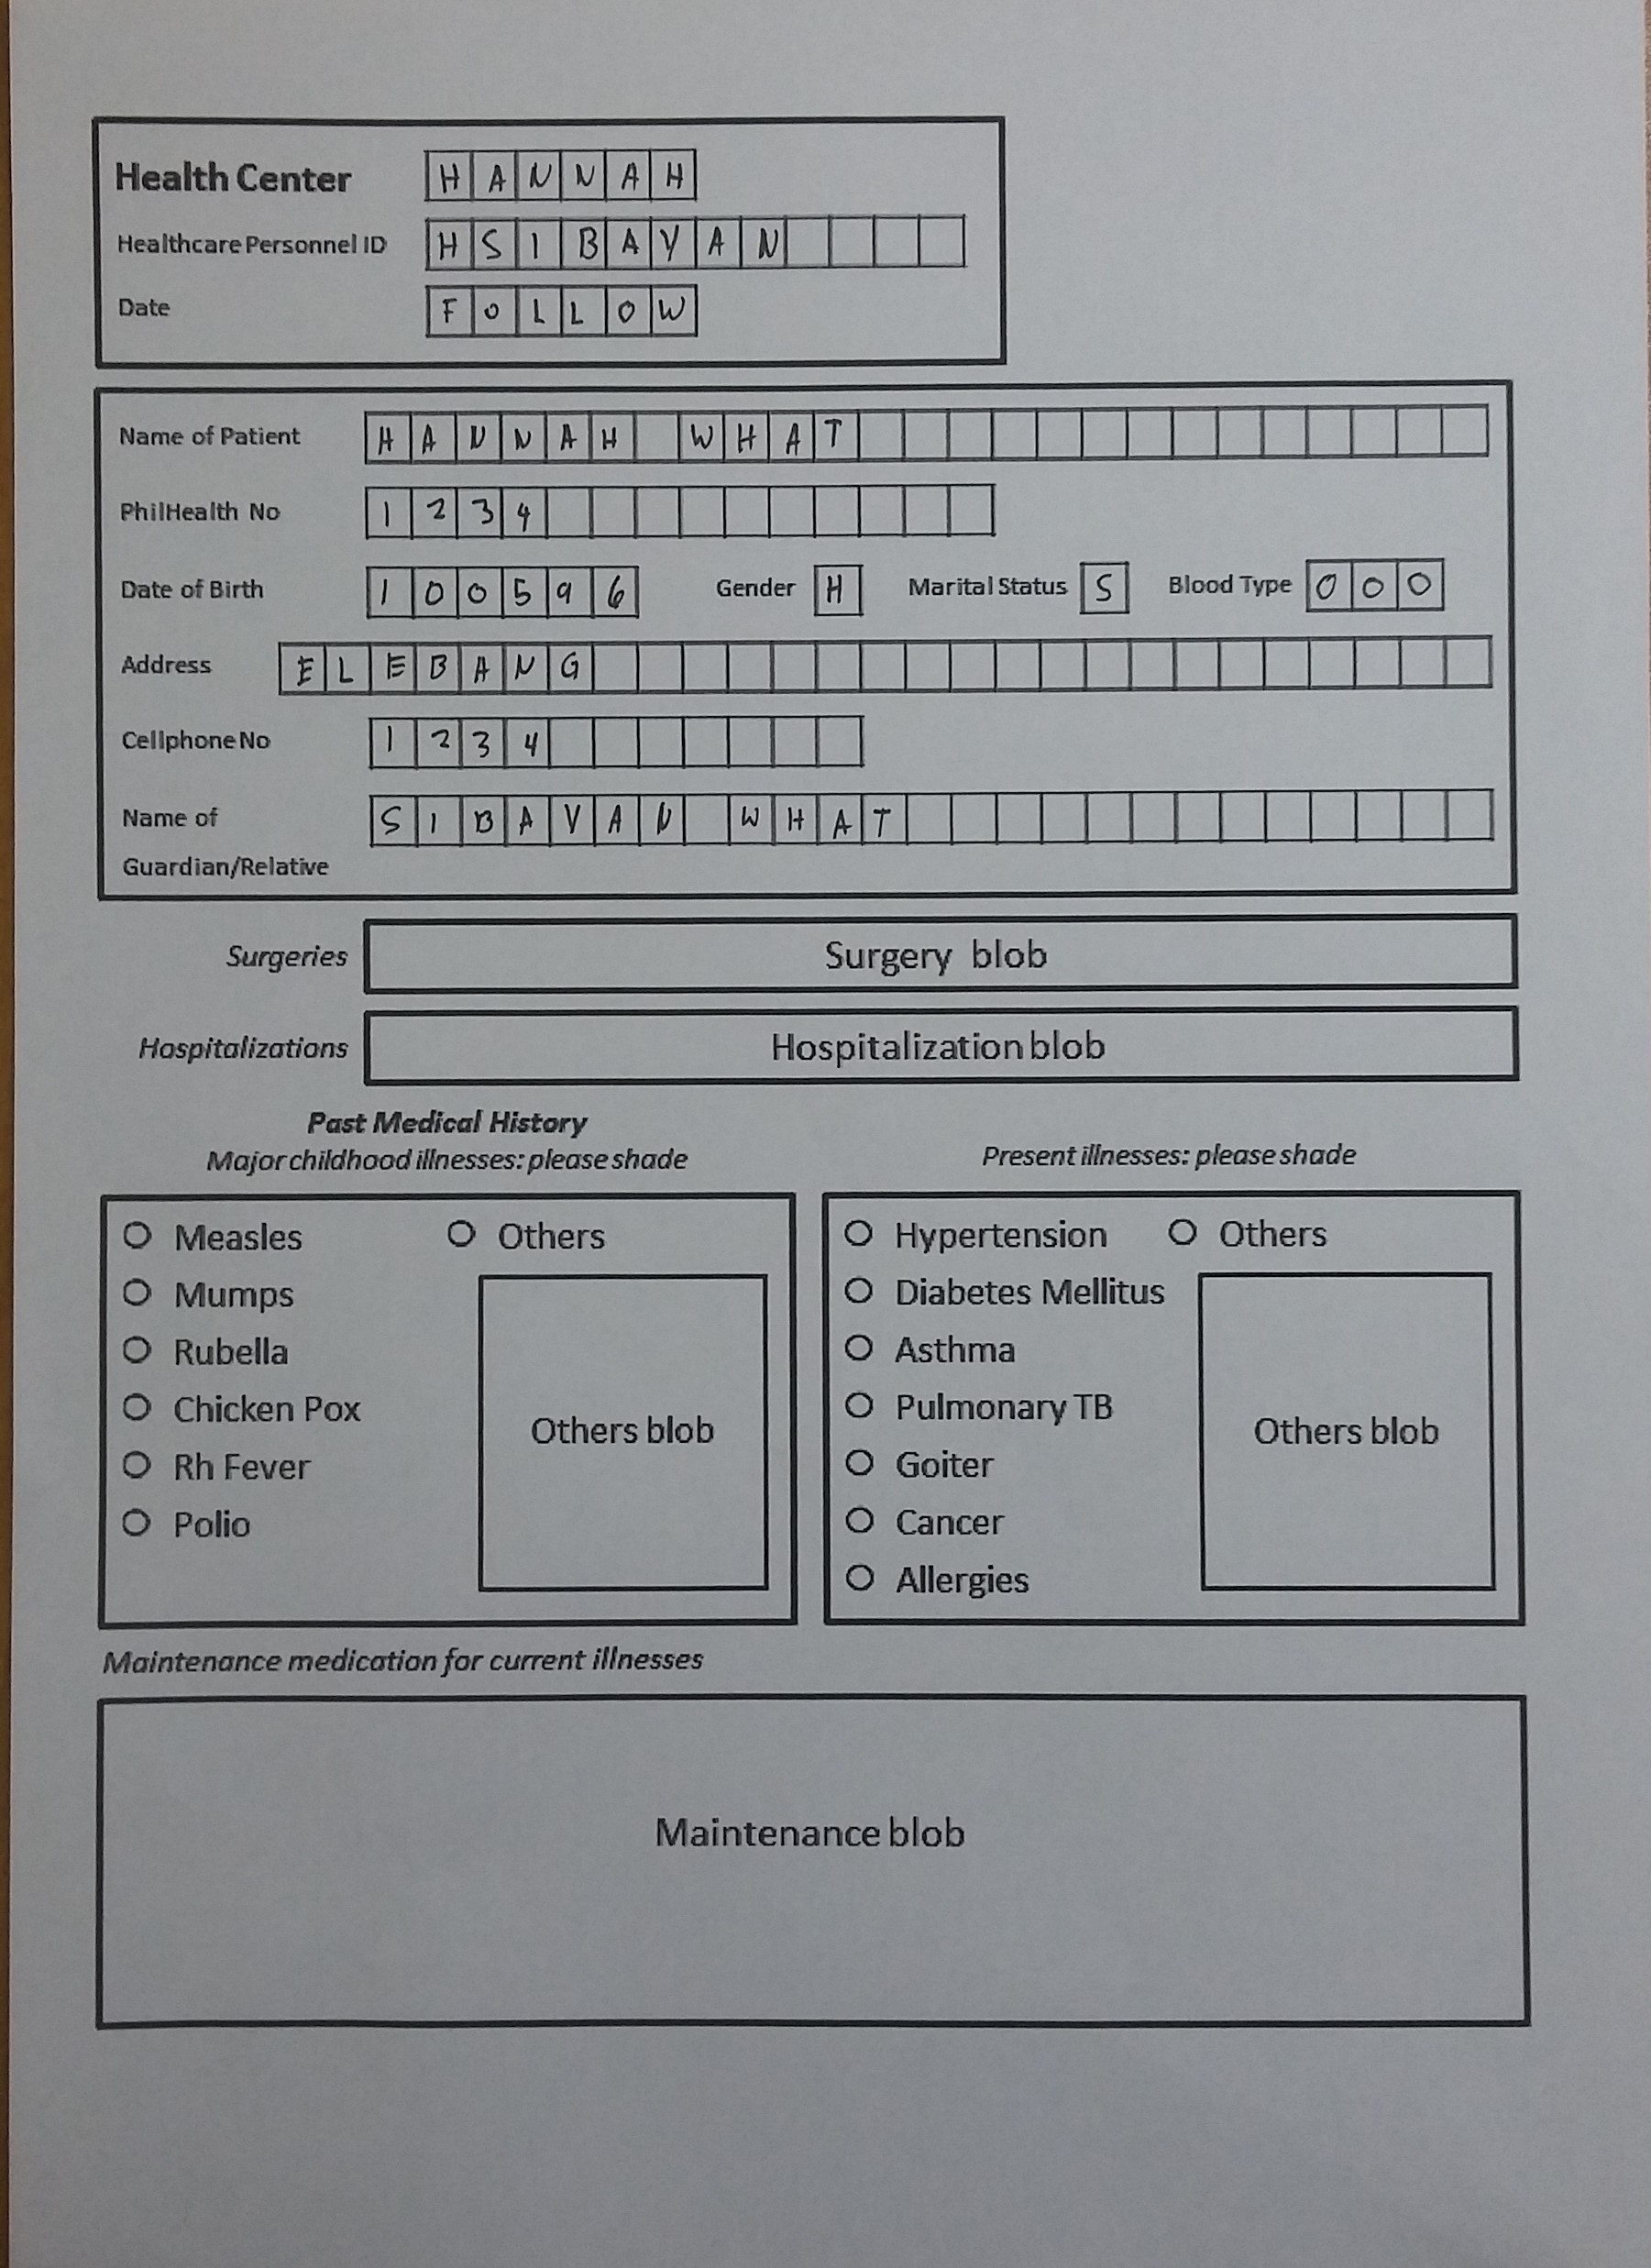 Health Center HANNAH
Healthcare Personnel ID HSIBAYAN
Date FOLLOW
Name of Patient HANNAH WHAT
PhilHealth No 1234
Date of Birth 100596 Gender H Marital Status S Blood Type 000
Address ELEBANG
Cellphone No 1234
Name of SIBAYAN WHAT
Guardian/Relative
Surgeries Surgery blob
Hospitalizations Hospitalization blob
Past Medical History
Major childhood illnesses: please shade
Measles Others
Mumps
Rubella
Chicken Pox
Others blob
Rh Fever
Polio
Present illnesses: please shade
Hypertension Others
Diabetes Mellitus
Asthma
Pulmonary TB
Others blob
Goiter
Cancer
Allergies
Maintenance medication for current illnesses
Maintenance blob